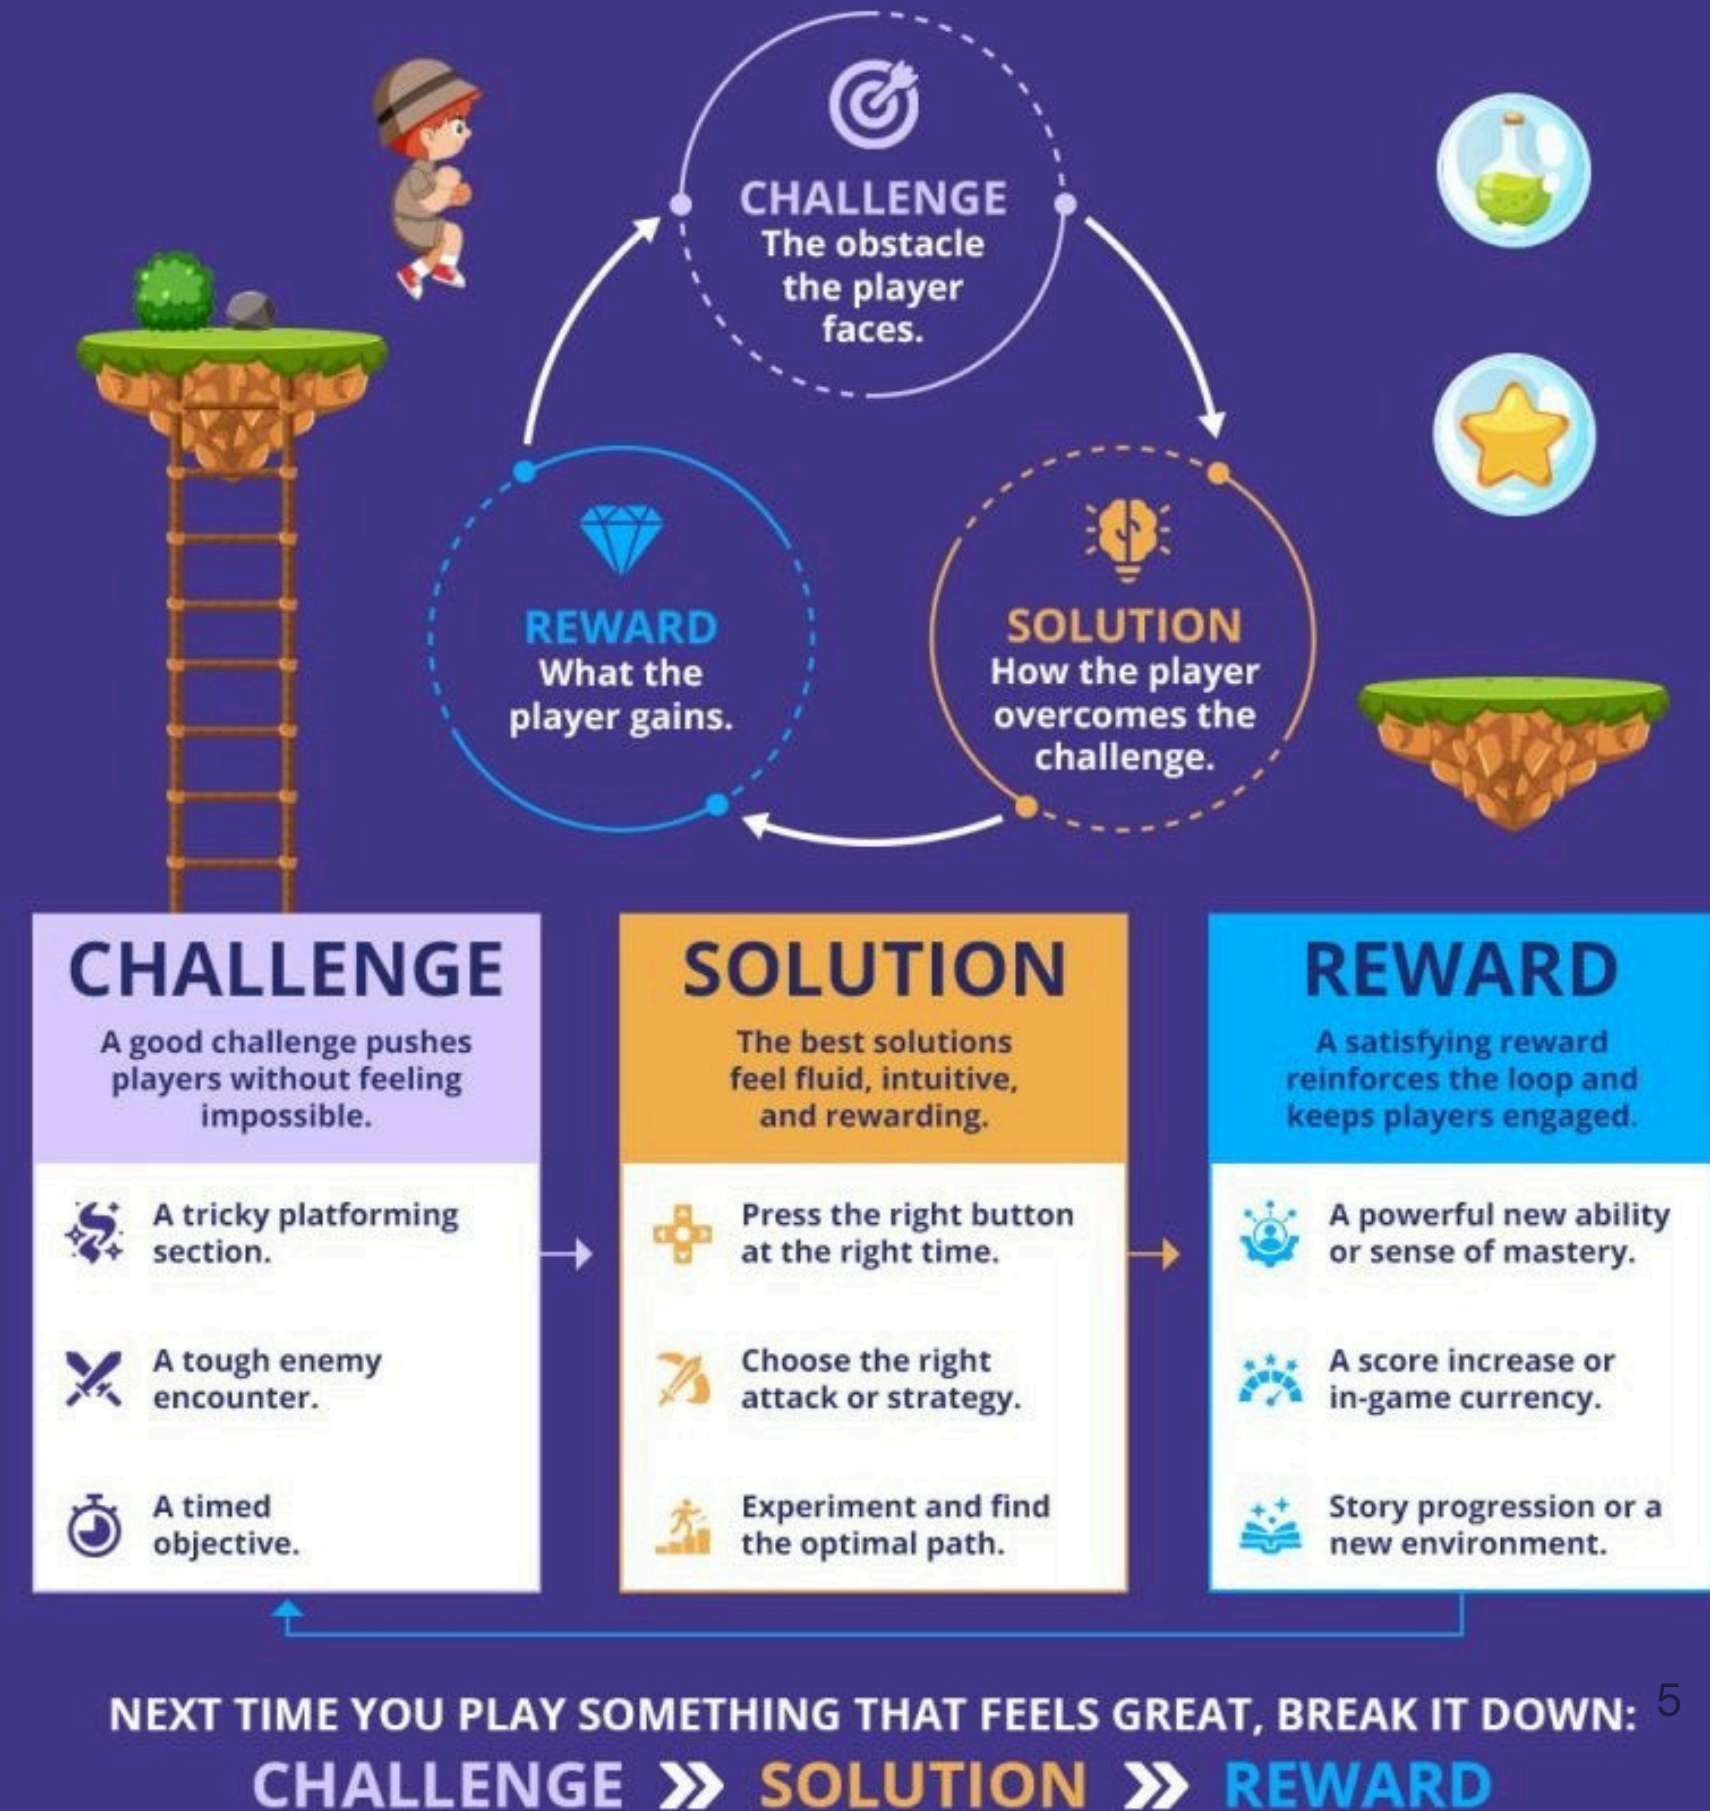 CHALLENGE
The obstacle
the player
faces.
REWARD
What the
player gains.
SOLUTION
How the player
overcomes the
challenge.
CHALLENGE
A good challenge pushes
players without feeling
impossible.
A tricky platforming
section.
A tough enemy
encounter.
A timed
objective.
SOLUTION
The best solutions
feel fluid, intuitive,
and rewarding.
Press the right button
at the right time.
Choose the right
attack or strategy.
Experiment and find
the optimal path.
REWARD
A satisfying reward
reinforces the loop and
keeps players engaged.
A powerful new ability
or sense of mastery.
A score increase or
in-game currency.
Story progression or a
new environment.
NEXT TIME YOU PLAY SOMETHING THAT FEELS GREAT, BREAK IT DOWN:
5
CHALLENGE » SOLUTION » REWARD